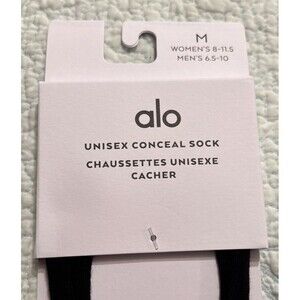 M
WOMEN'S 8-11.5
MEN'S 6.5-10
alo
UNISEX CONCEAL SOCK
CHAUSSETTES UNISEXE
CACHER